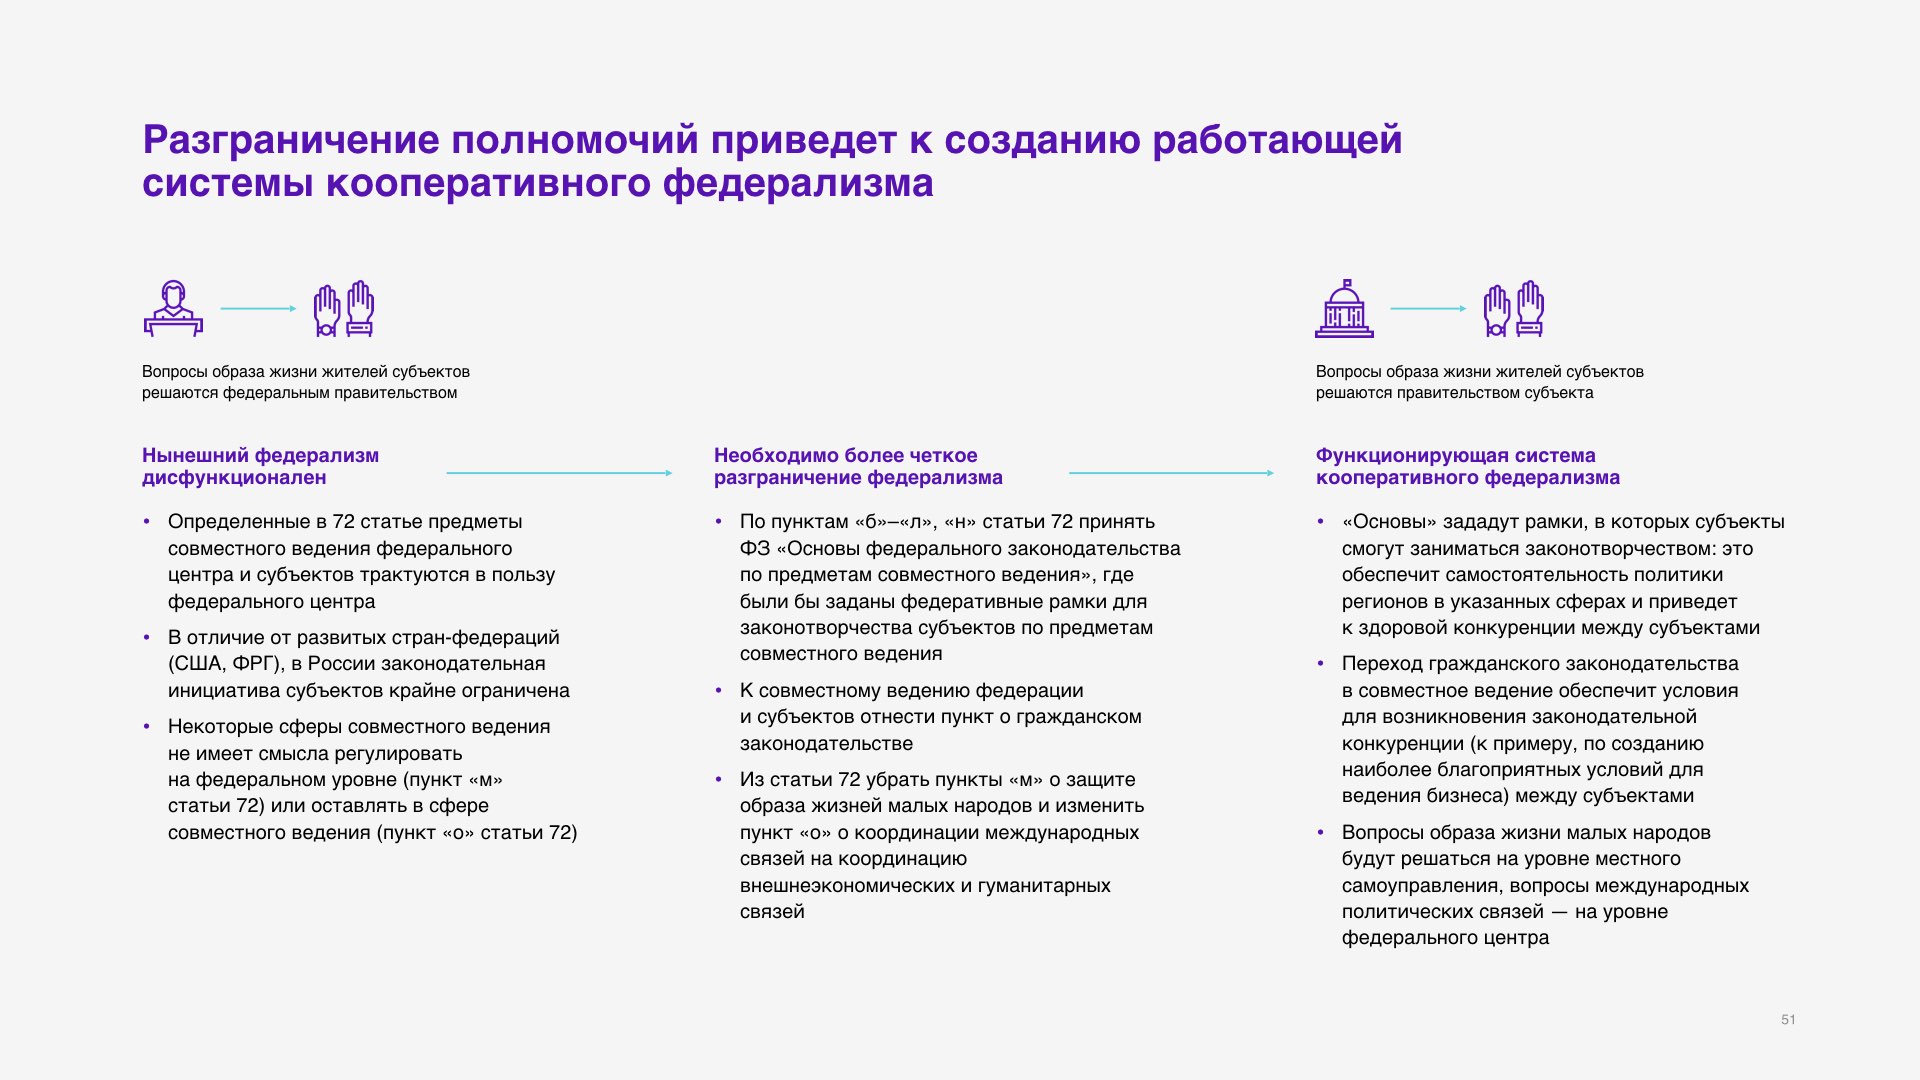 Разграничение полномочий приведет к созданию работающей
системы кооперативного федерализма
Вопросы образа жизни жителей субъектов
решаются федеральным правительством
Вопросы образа жизни жителей субъектов
решаются правительством субъекта
Нынешний федерализм
дисфункционален
• Определенные в 72 статье предметы
совместного ведения федерального
центра и субъектов трактуются в пользу
федерального центра
• В отличие от развитых стран-федераций
(США, ФРГ), в России законодательная
инициатива субъектов крайне ограничена
• Некоторые сферы совместного ведения
не имеет смысла регулировать
на федеральном уровне (пункт «м»
статьи 72) или оставлять в сфере
совместного ведения (пункт «о» статьи 72)
Необходимо более четкое
разграничение федерализма
• По пунктам «б»–«л», «н» статьи 72 принять
ФЗ «Основы федерального законодательства
по предметам совместного ведения», где
были бы заданы федеративные рамки для
законотворчества субъектов по предметам
совместного ведения
• К совместному ведению федерации
и субъектов отнести пункт о гражданском
законодательстве
• Из статьи 72 убрать пункты «м» о защите
образа жизней малых народов и изменить
пункт «о» о координации международных
связей на координацию
внешнеэкономических и гуманитарных
связей
Функционирующая система
кооперативного федерализма
• «Основы» зададут рамки, в которых субъекты
смогут заниматься законотворчеством: это
обеспечит самостоятельность политики
регионов в указанных сферах и приведет
к здоровой конкуренции между субъектами
• Переход гражданского законодательства
в совместное ведение обеспечит условия
для возникновения законодательной
конкуренции (к примеру, по созданию
наиболее благоприятных условий для
ведения бизнеса) между субъектами
• Вопросы образа жизни малых народов
будут решаться на уровне местного
самоуправления, вопросы международных
политических связей — на уровне
федерального центра
51